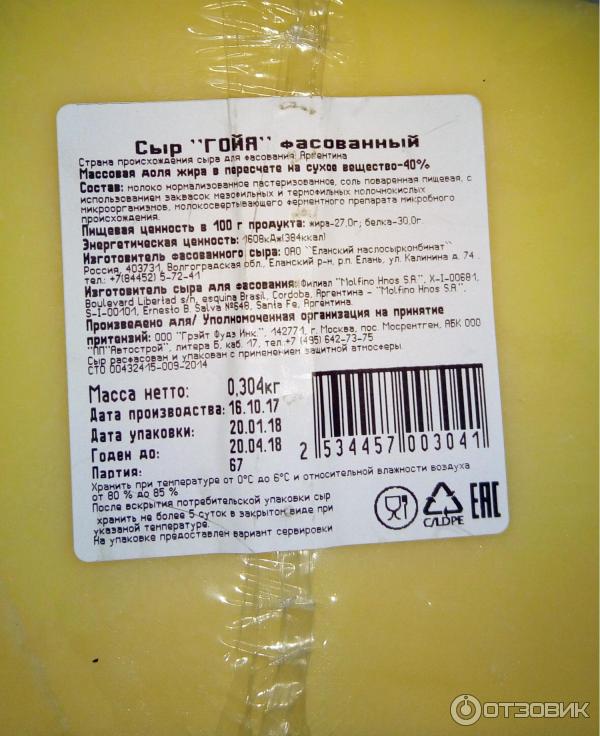 Сыр "ГОЙЯ" фасованный
Страна происхождения сыра для фасования: Аргентина
Массовая доля жира в пересчете на сухое вещество-40%
Состав: молоко нормализованное пастеризованное, соль поваренная пищевая, с
использованием заквасок мезофильных и термофильных молочнокислых
микроорганизмов, молокосвертывающего ферментного препарата микробного
происхождения.
Пищевая ценность в 100 г продукта: жира-27,0г; белка-30,0г.
Энергетическая ценность: 1608кДж(384ккал)
Изготовитель фасованного сыра: ОАО "Еланский маслосыркомбинат"
Россия, 403731, Волгоградская обл., Еланский р-н, р.п. Елань, ул. Калинина д. 74.
тел.: +7(84452) 5-72-41
Изготовитель сыра для фасования: Филиал "Molfino Hnos S.A.", X-I-00681,
Boulevard Libertad s/n, esquina Brasil, Cordoba, Аргентина - "Molfino Hnos S.A.",
S-I-00101, Ernesto B. Salva №648, Santa Fe, Аргентина.
Произведено для/ Уполномоченная организация на принятие
притензий: ООО "Грэйт Фудз Инк.", 142771, г. Москва, пос. Мосрентген, АБК ООО
"ПП"Автострой", литера Б, каб. 17, тел.:+7 (495) 642-73-75
Сыр расфасован и упакован с применением защитной атмосферы.
СТО 00432415-009-2014
Масса нетто: 0,304кг
Дата производства: 16.10.17
Дата упаковки: 20.01.18
Годен до: 20.04.18
Партия: 67
2 534457 003041
Хранить при температуре от 0°С до 6°С и относительной влажности воздуха
от 80 % до 85 %
После вскрытия потребительской упаковки сыр
хранить не более 5 суток в закрытом виде при
указаной температуре.
На упаковке предоставлен вариант сервировки
C/LDPE
EAC
ОТЗОВИК